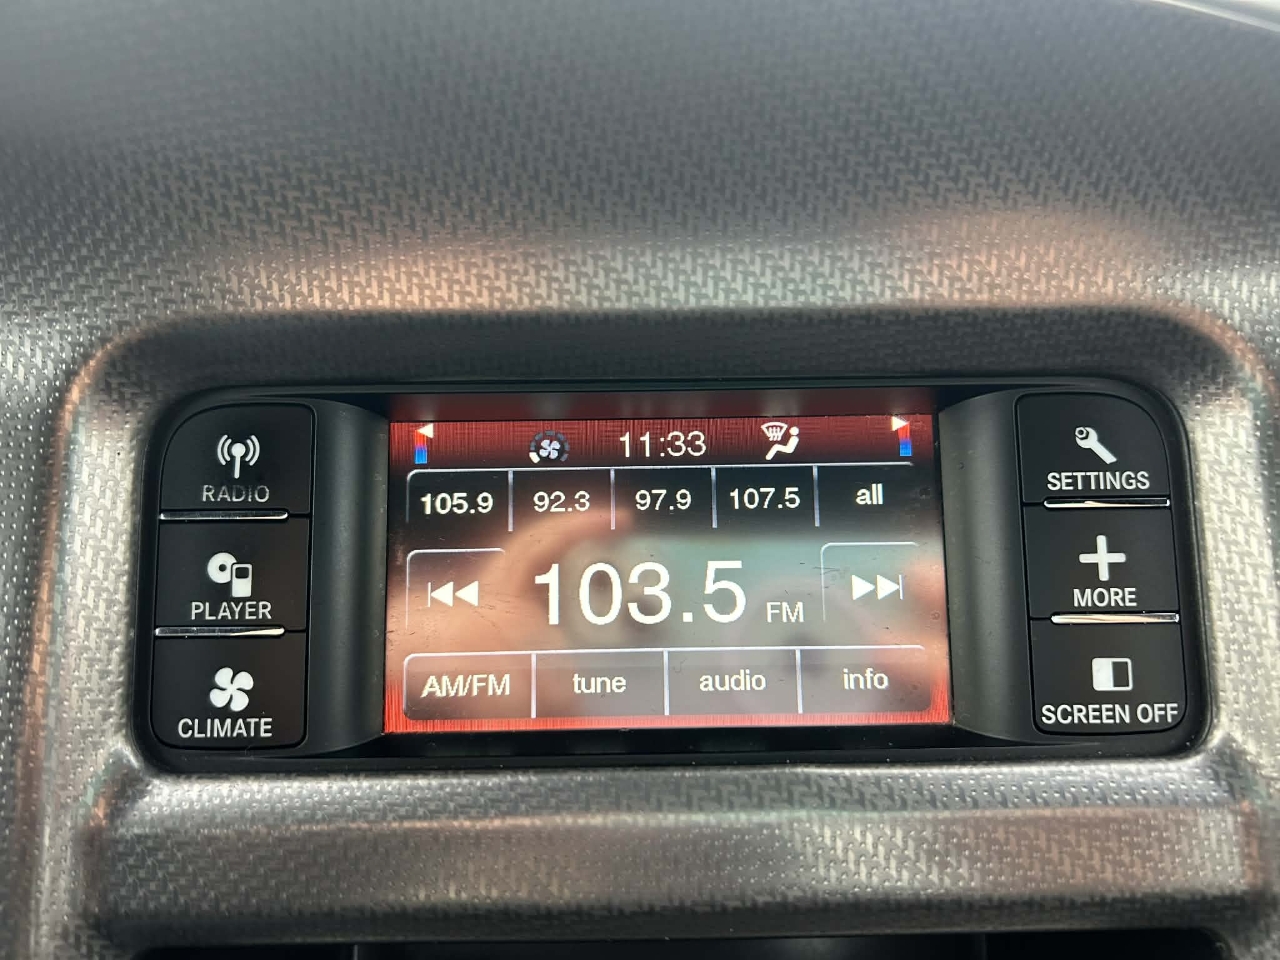 RADIO
PLAYER
CLIMATE
11:33
105.9 92.3 97.9 107.5 all
103.5 FM
AM/FM tune audio info
SETTINGS
MORE
SCREEN OFF